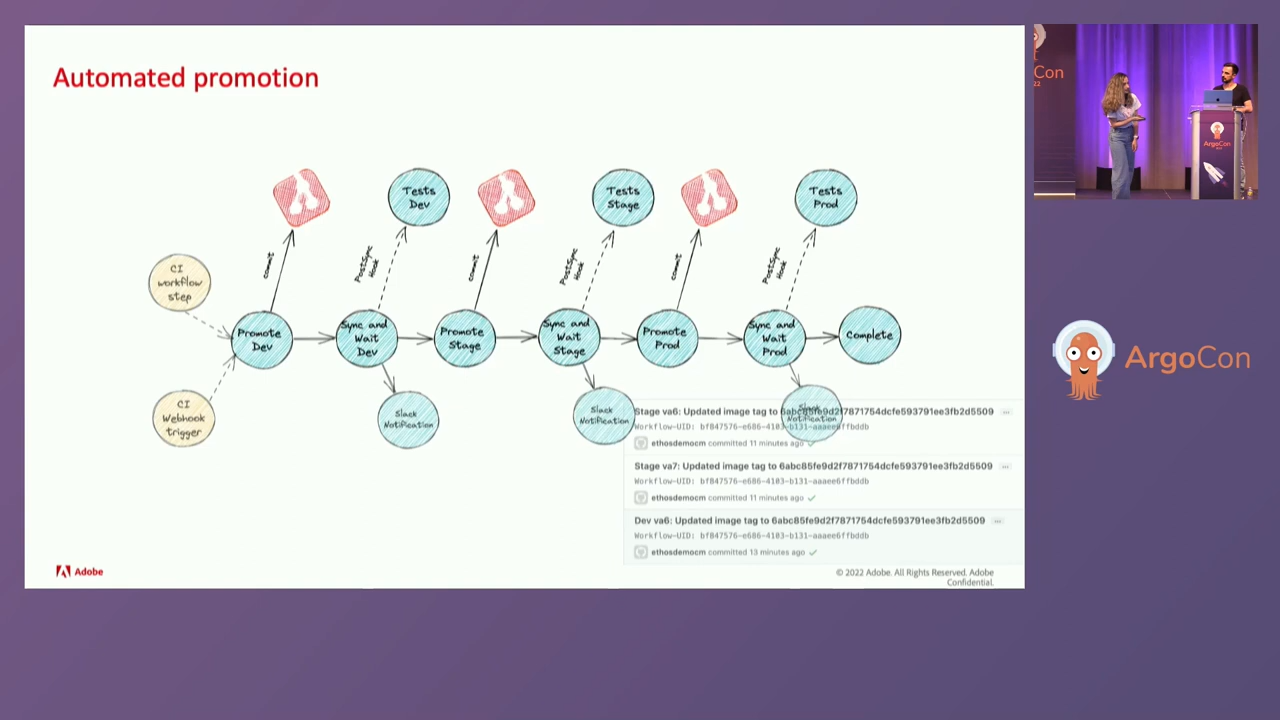 Automated promotion
Tests
Dev
Tests
Stage
Tests
Prod
commit
PostSync
Hook
commit
PostSync
Hook
commit
PostSync
Hook
CI
workflow
step
Promote
Dev
Sync and
Wait
Dev
Promote
Stage
Sync and
Wait
Stage
Promote
Prod
Sync and
Wait
Prod
Complete
CI
Webhook
trigger
Slack
Notification
Slack
Notification
Slack
Notification
Stage va6: Updated image tag to 6abc85fe9d2f7871754dcfe593791ee3fb2d5509
Workflow-UID: bf847576-e686-4103-b131-aaaee6ffbddb
ethosdemocm committed 11 minutes ago
Stage va7: Updated image tag to 6abc85fe9d2f7871754dcfe593791ee3fb2d5509
Workflow-UID: bf847576-e686-4103-b131-aaaee6ffbddb
ethosdemocm committed 11 minutes ago
Dev va6: Updated image tag to 6abc85fe9d2f7871754dcfe593791ee3fb2d5509
Workflow-UID: bf847576-e686-4103-b131-aaaee6ffbddb
ethosdemocm committed 13 minutes ago
Adobe
© 2022 Adobe. All Rights Reserved. Adobe
Confidential.
Con
22
ArgoCon
ArgoCon